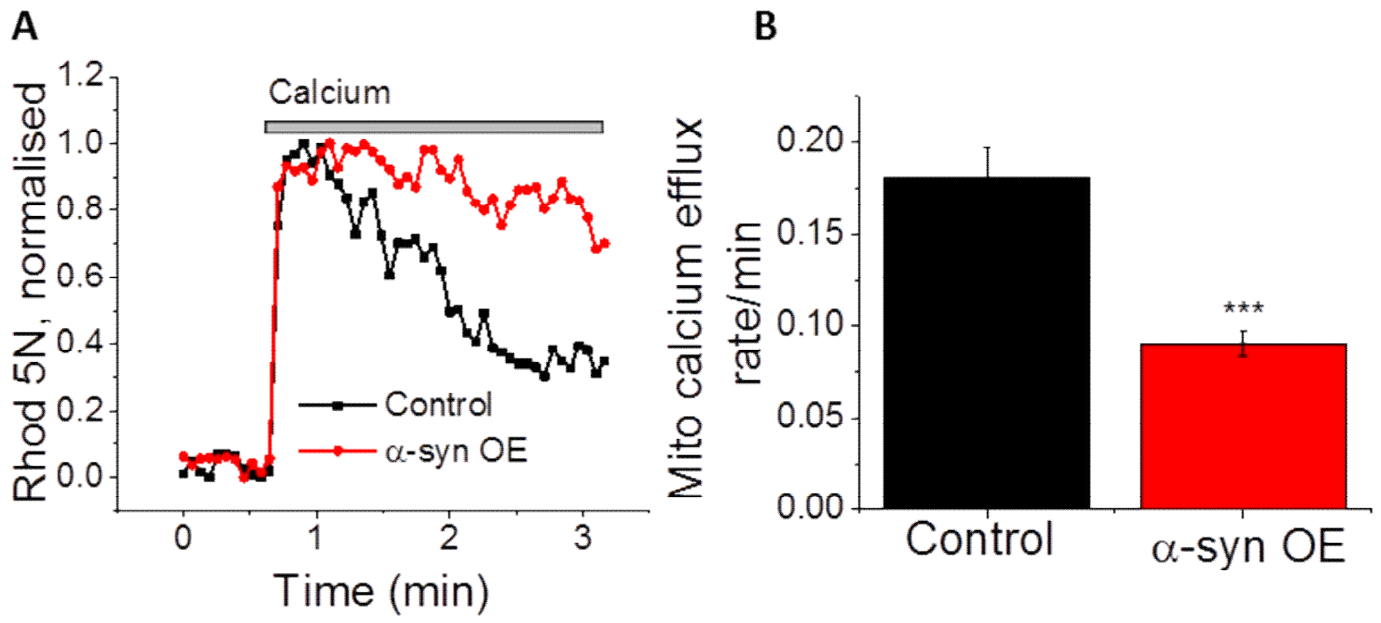 A
Rhod 5N, normalised
1.2
1.0
0.8
0.6
0.4
0.2
0.0
Calcium
Control
α-syn OE
0
1
2
3
Time (min)
B
Mito calcium efflux
rate/min
0.20
0.15
0.10
0.05
0.00
***
Control
α-syn OE